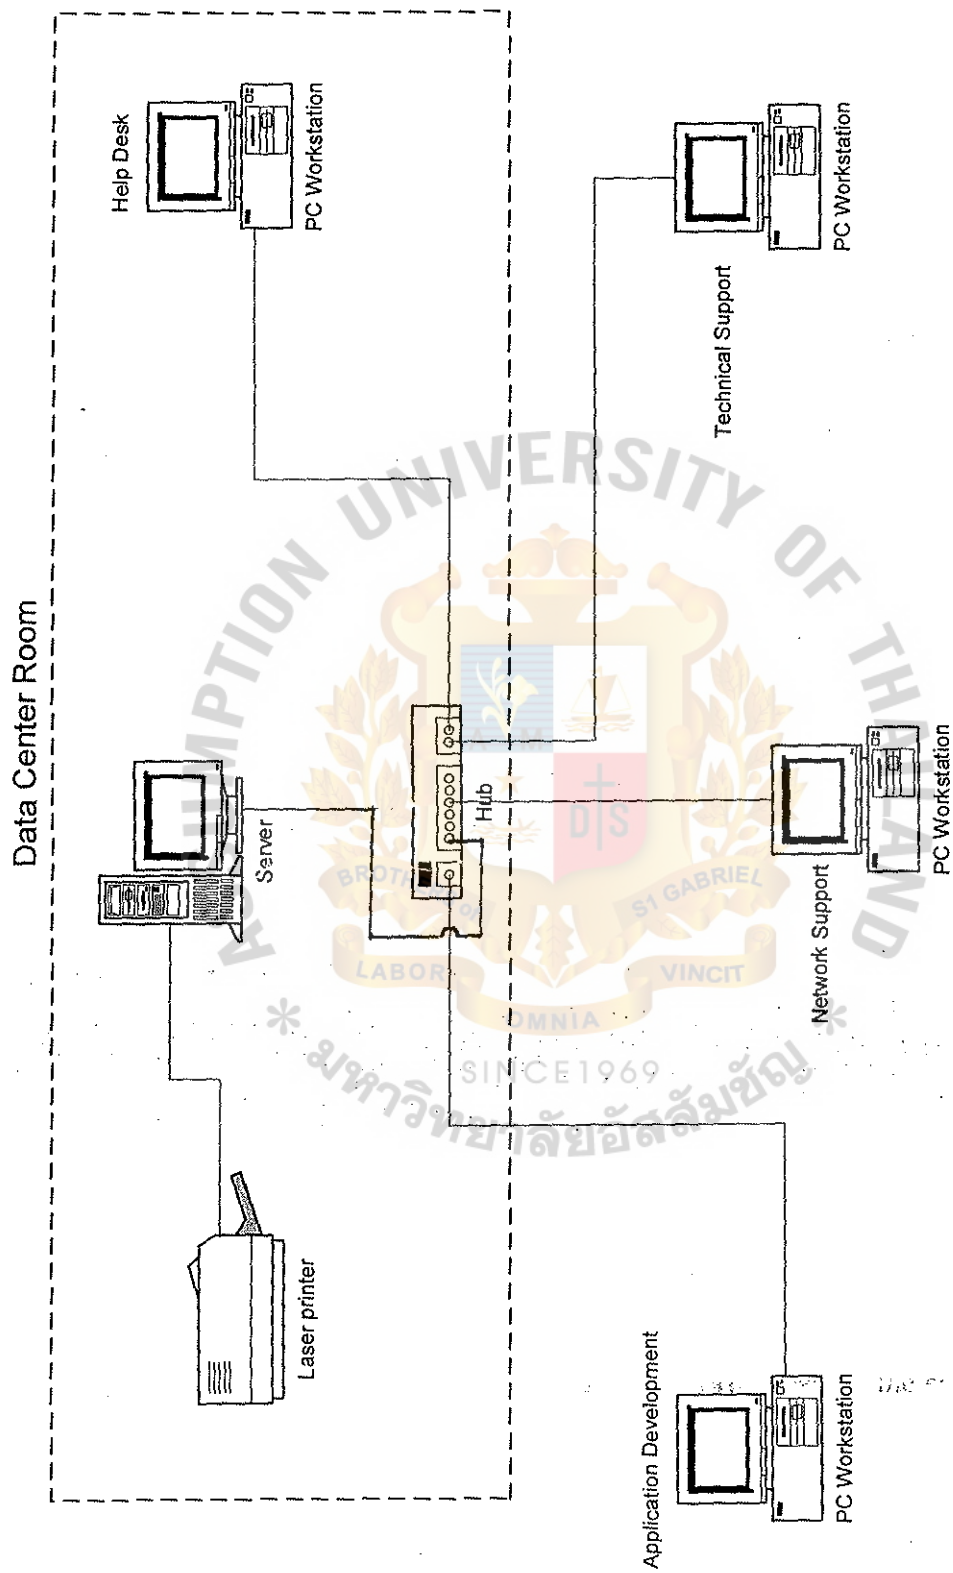 Data Center Room
Laser printer
Server
Help Desk
PC Workstation
Hub
Application Development
PC Workstation
Network Support
PC Workstation
Technical Support
PC Workstation
ASSUMPTION UNIVERSITY OF THAILAND
BROTHERS OF
ST GABRIEL
LABOR
OMNIA
VINCIT
D S
SINCE1969
มหาวิทยาลัยอัสสัมชัญ